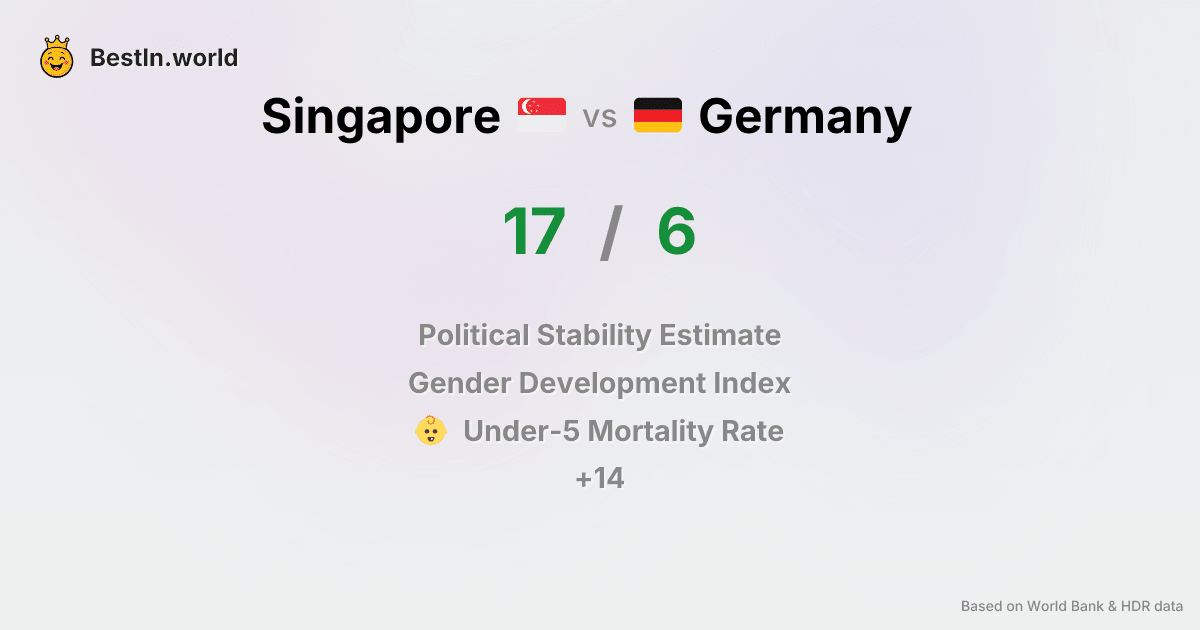 BestIn.world
Singapore vs Germany
17 / 6
Political Stability Estimate
Gender Development Index
Under-5 Mortality Rate
+14
Based on World Bank & HDR data